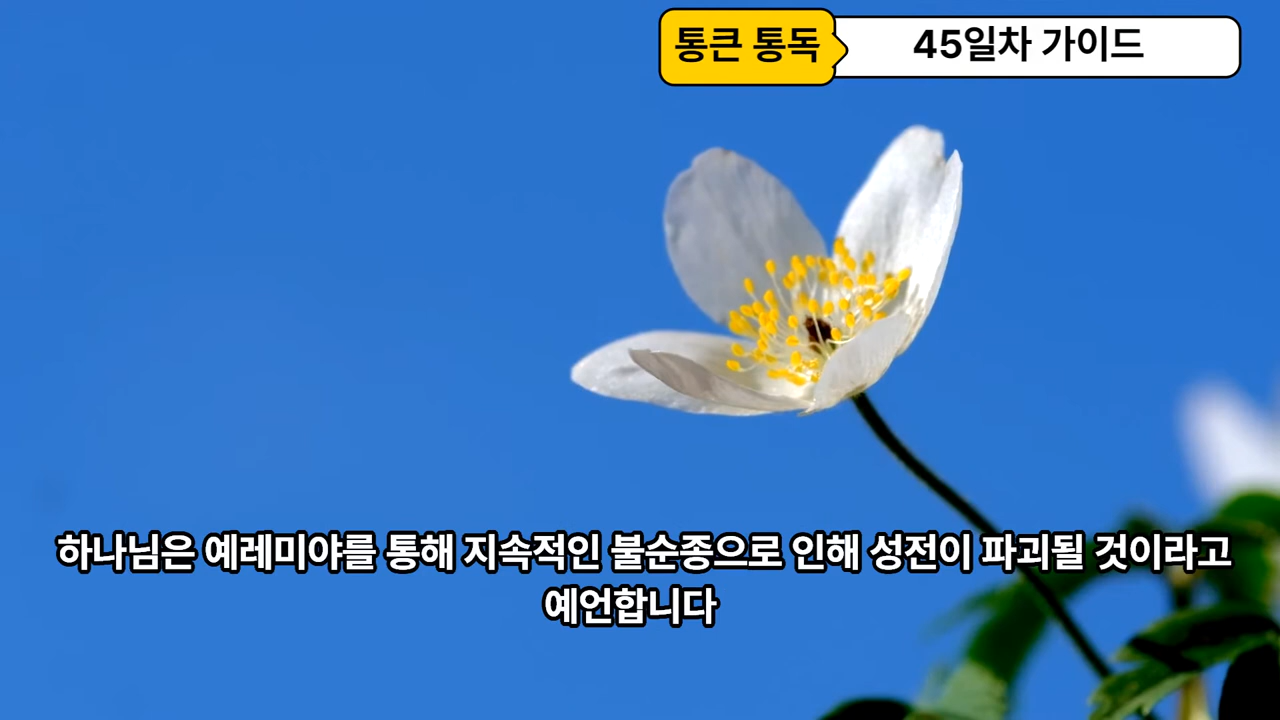 통큰 통독
45일차 가이드
하나님은 예레미야를 통해 지속적인 불순종으로 인해 성전이 파괴될 것이라고
예언합니다